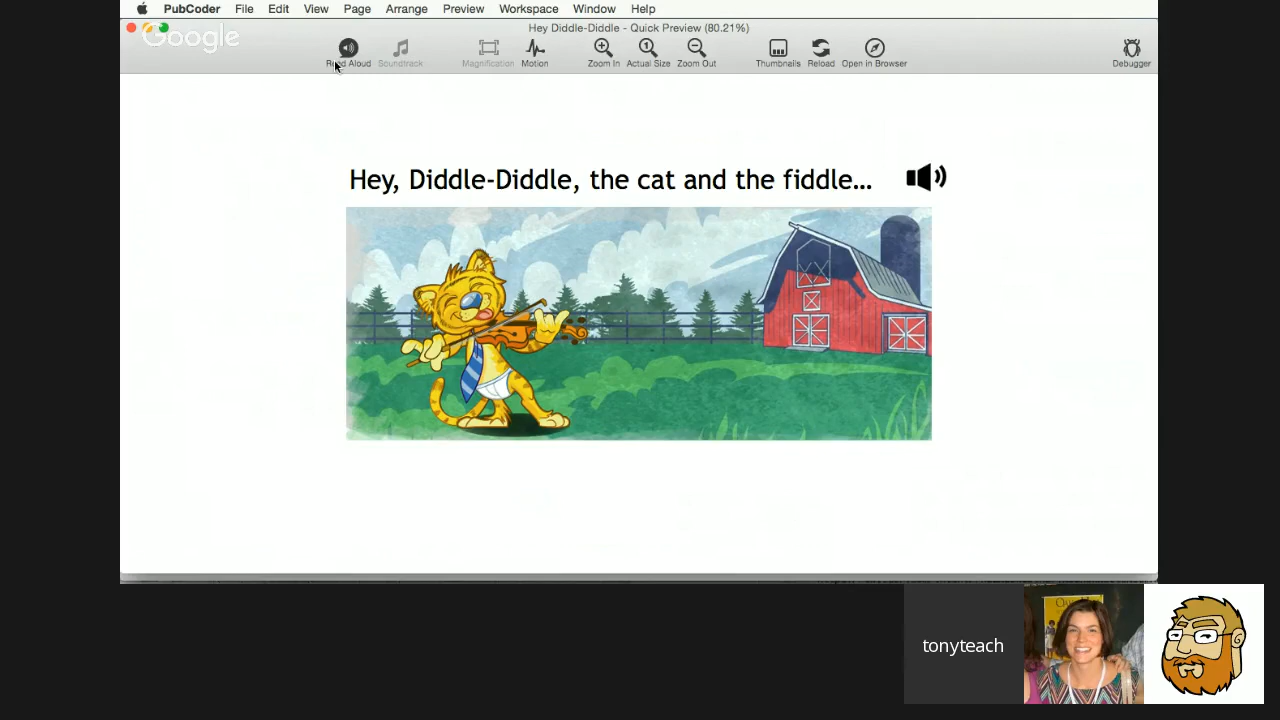 PubCoder File Edit View Page Arrange Preview Workspace Window Help
Google
Hey Diddle-Diddle - Quick Preview (80.21%)
Read Aloud Soundtrack Magnification Motion Zoom In Actual Size Zoom Out Thumbnails Reload Open in Browser Debugger
Hey, Diddle-Diddle, the cat and the fiddle...
tonyteach